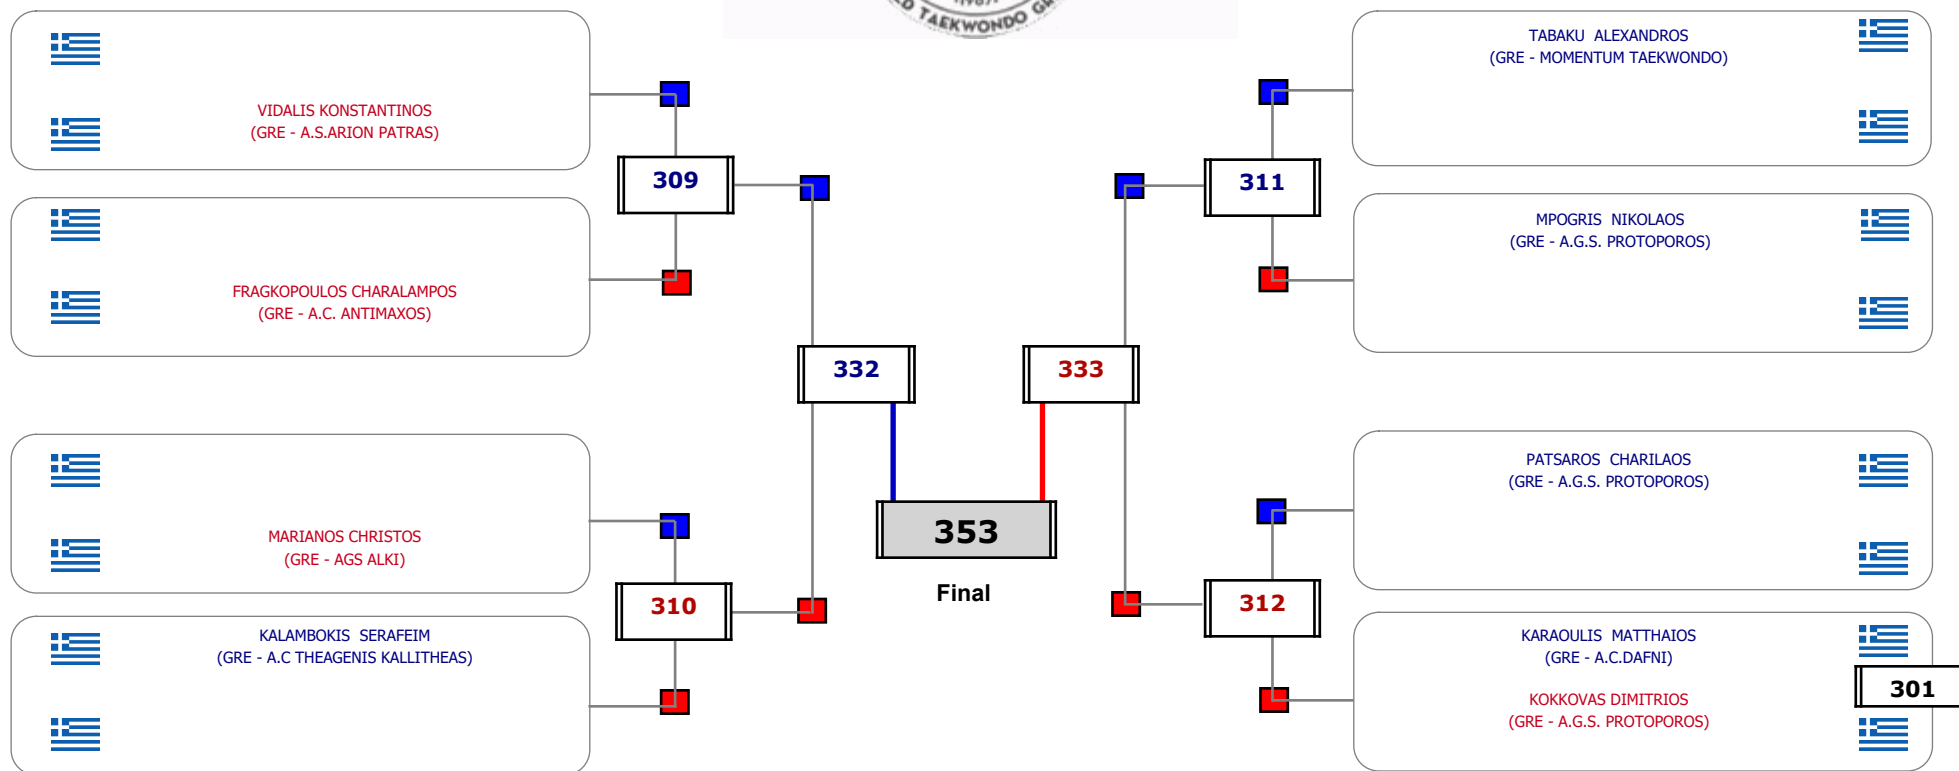 TAEKWONDO
VIDALIS KONSTANTINOS
(GRE - A.S.ARION PATRAS)
309
FRAGKOPOULOS CHARALAMPOS
(GRE - A.C. ANTIMAXOS)
332
MARIANOS CHRISTOS
(GRE - AGS ALKI)
310
KALAMBOKIS SERAFEIM
(GRE - A.C THEAGENIS KALLITHEAS)
353
Final
TABAKU ALEXANDROS
(GRE - MOMENTUM TAEKWONDO)
311
MPOGRIS NIKOLAOS
(GRE - A.G.S. PROTOPOROS)
333
PATSAROS CHARILAOS
(GRE - A.G.S. PROTOPOROS)
312
KARAOULIS MATTHAIOS
(GRE - A.C.DAFNI)
301
KOKKOVAS DIMITRIOS
(GRE - A.G.S. PROTOPOROS)